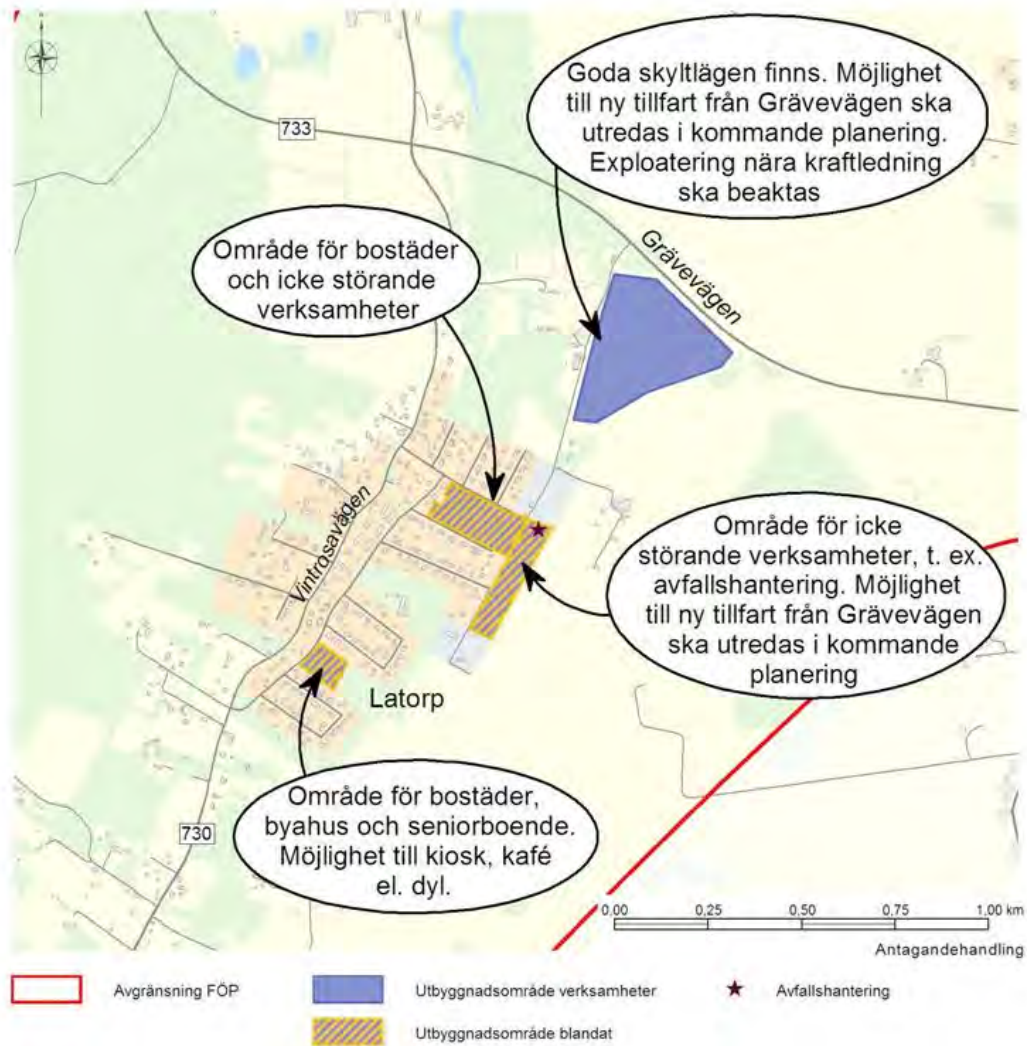 Goda skyltlägen finns. Möjlighet
till ny tillfart från Grävevägen ska
utredas i kommande planering.
Exploatering nära kraftledning
ska beaktas
733
Område för bostäder
och icke störande
verksamheter
Grävevägen
Vintrosavägen
Område för icke
störande verksamheter, t. ex.
avfallshantering. Möjlighet
till ny tillfart från Grävevägen
ska utredas i kommande
planering
Latorp
Område för bostäder,
byahus och seniorboende.
Möjlighet till kiosk, kafé
el. dyl.
730
0,00 0,25 0,50 0,75 1,00 km
Antagandehandling
Avgränsning FÖP
Utbyggnadsområde verksamheter
Avfallshantering
Utbyggnadsområde blandat